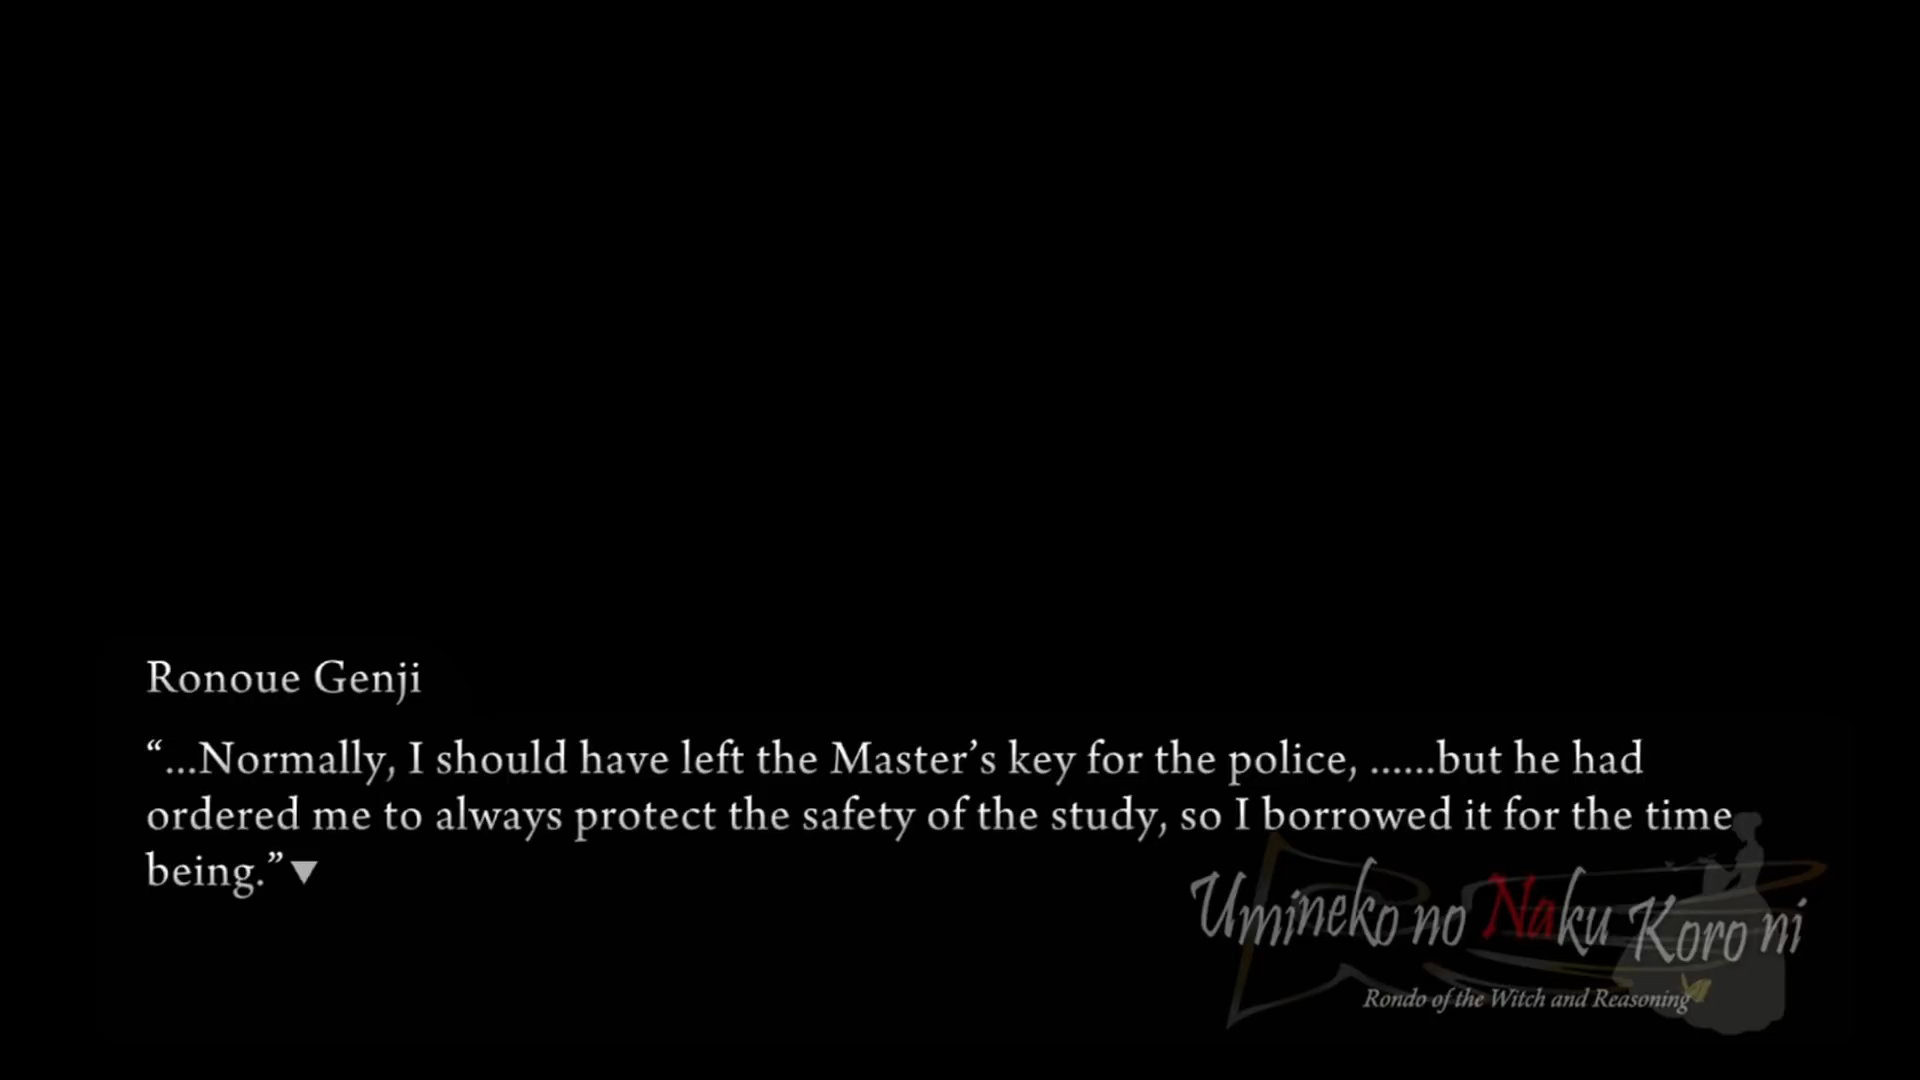 Ronoue Genji
“...Normally, I should have left the Master’s key for the police, ......but he had
ordered me to always protect the safety of the study, so I borrowed it for the time
being.”
Umineko no Naku Koro ni
Rondo of the Witch and Reasoning